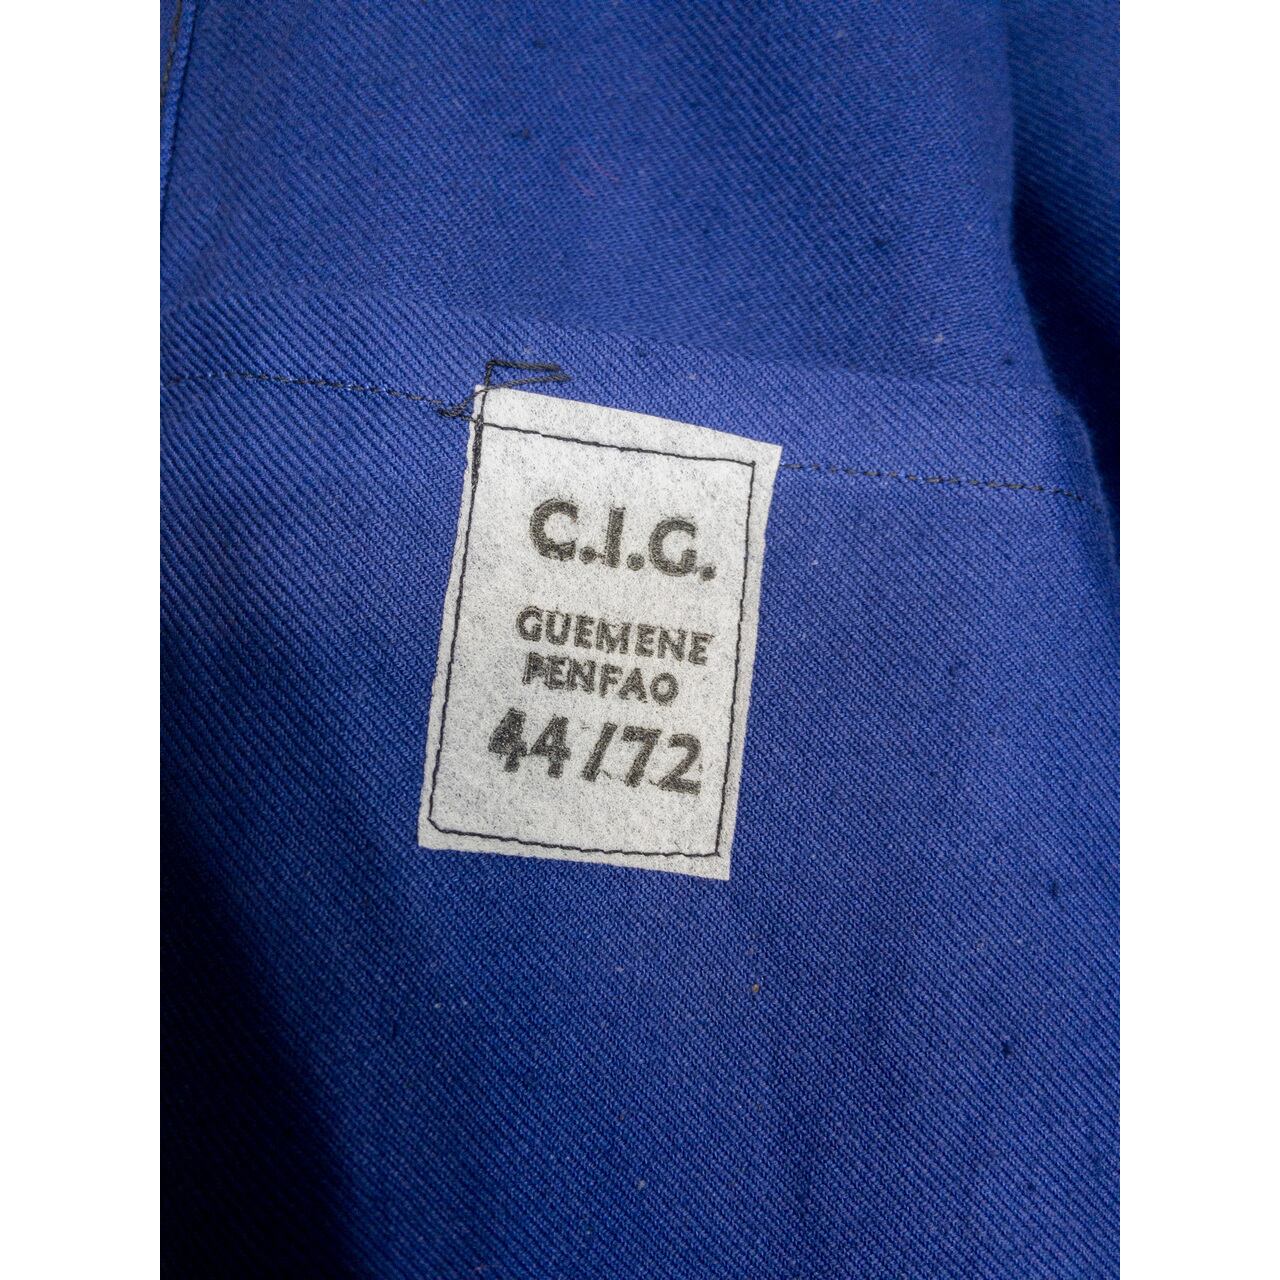 C.I.G.
GUEMENE
PENFAO
44/72